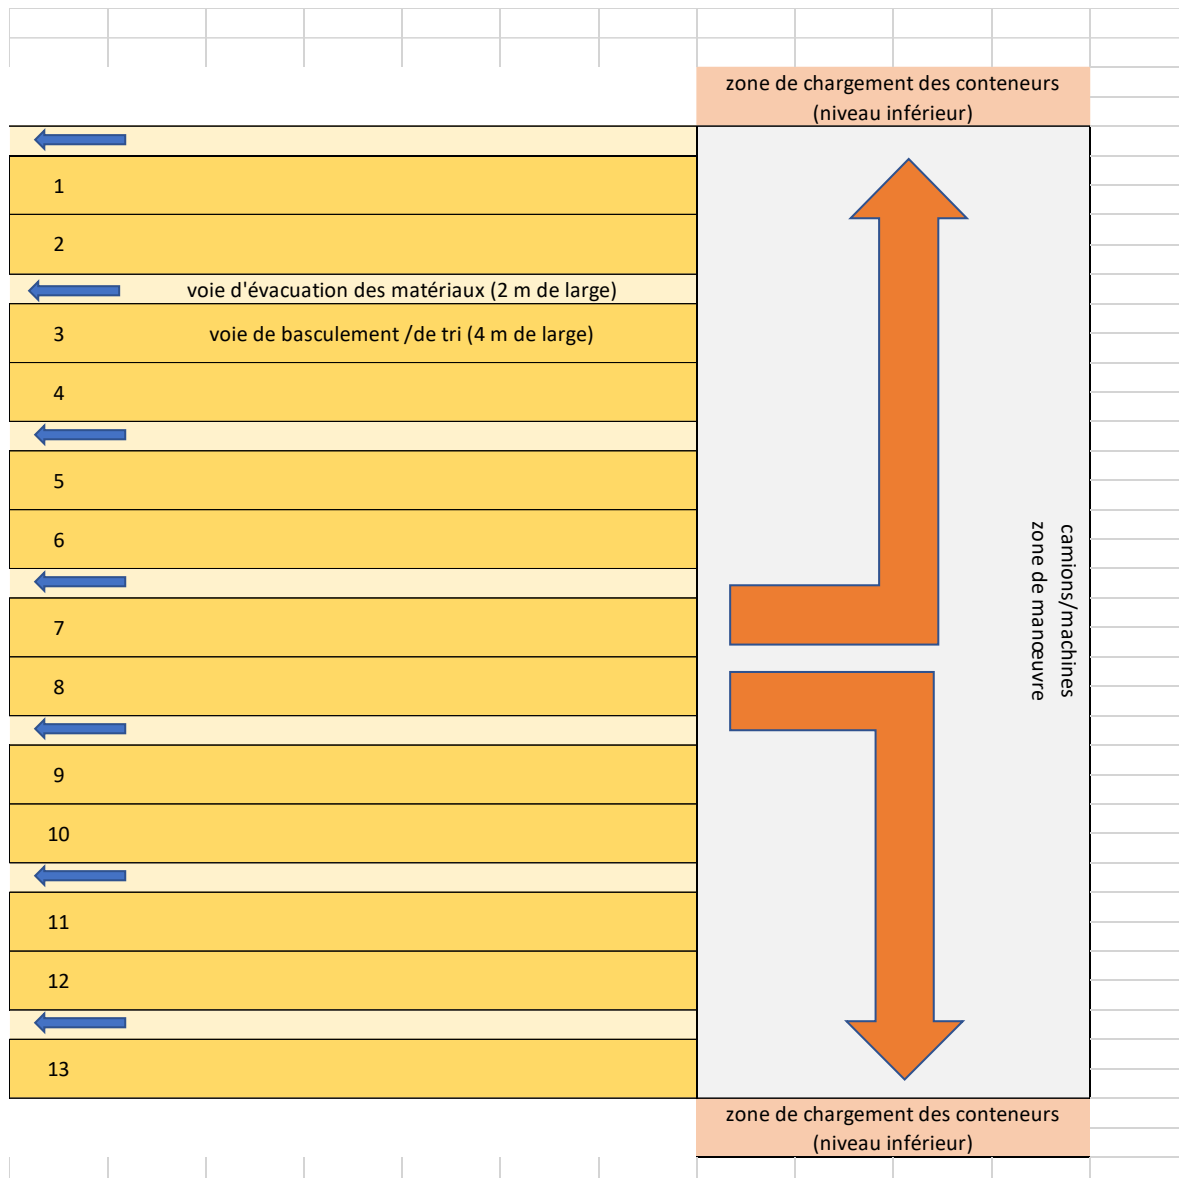 zone de chargement des conteneurs
(niveau inférieur)
1
2
voie d'évacuation des matériaux (2 m de large)
3
voie de basculement /de tri (4 m de large)
4
5
6
camions/machines
zone de manœuvre
7
8
9
10
11
12
13
zone de chargement des conteneurs
(niveau inférieur)